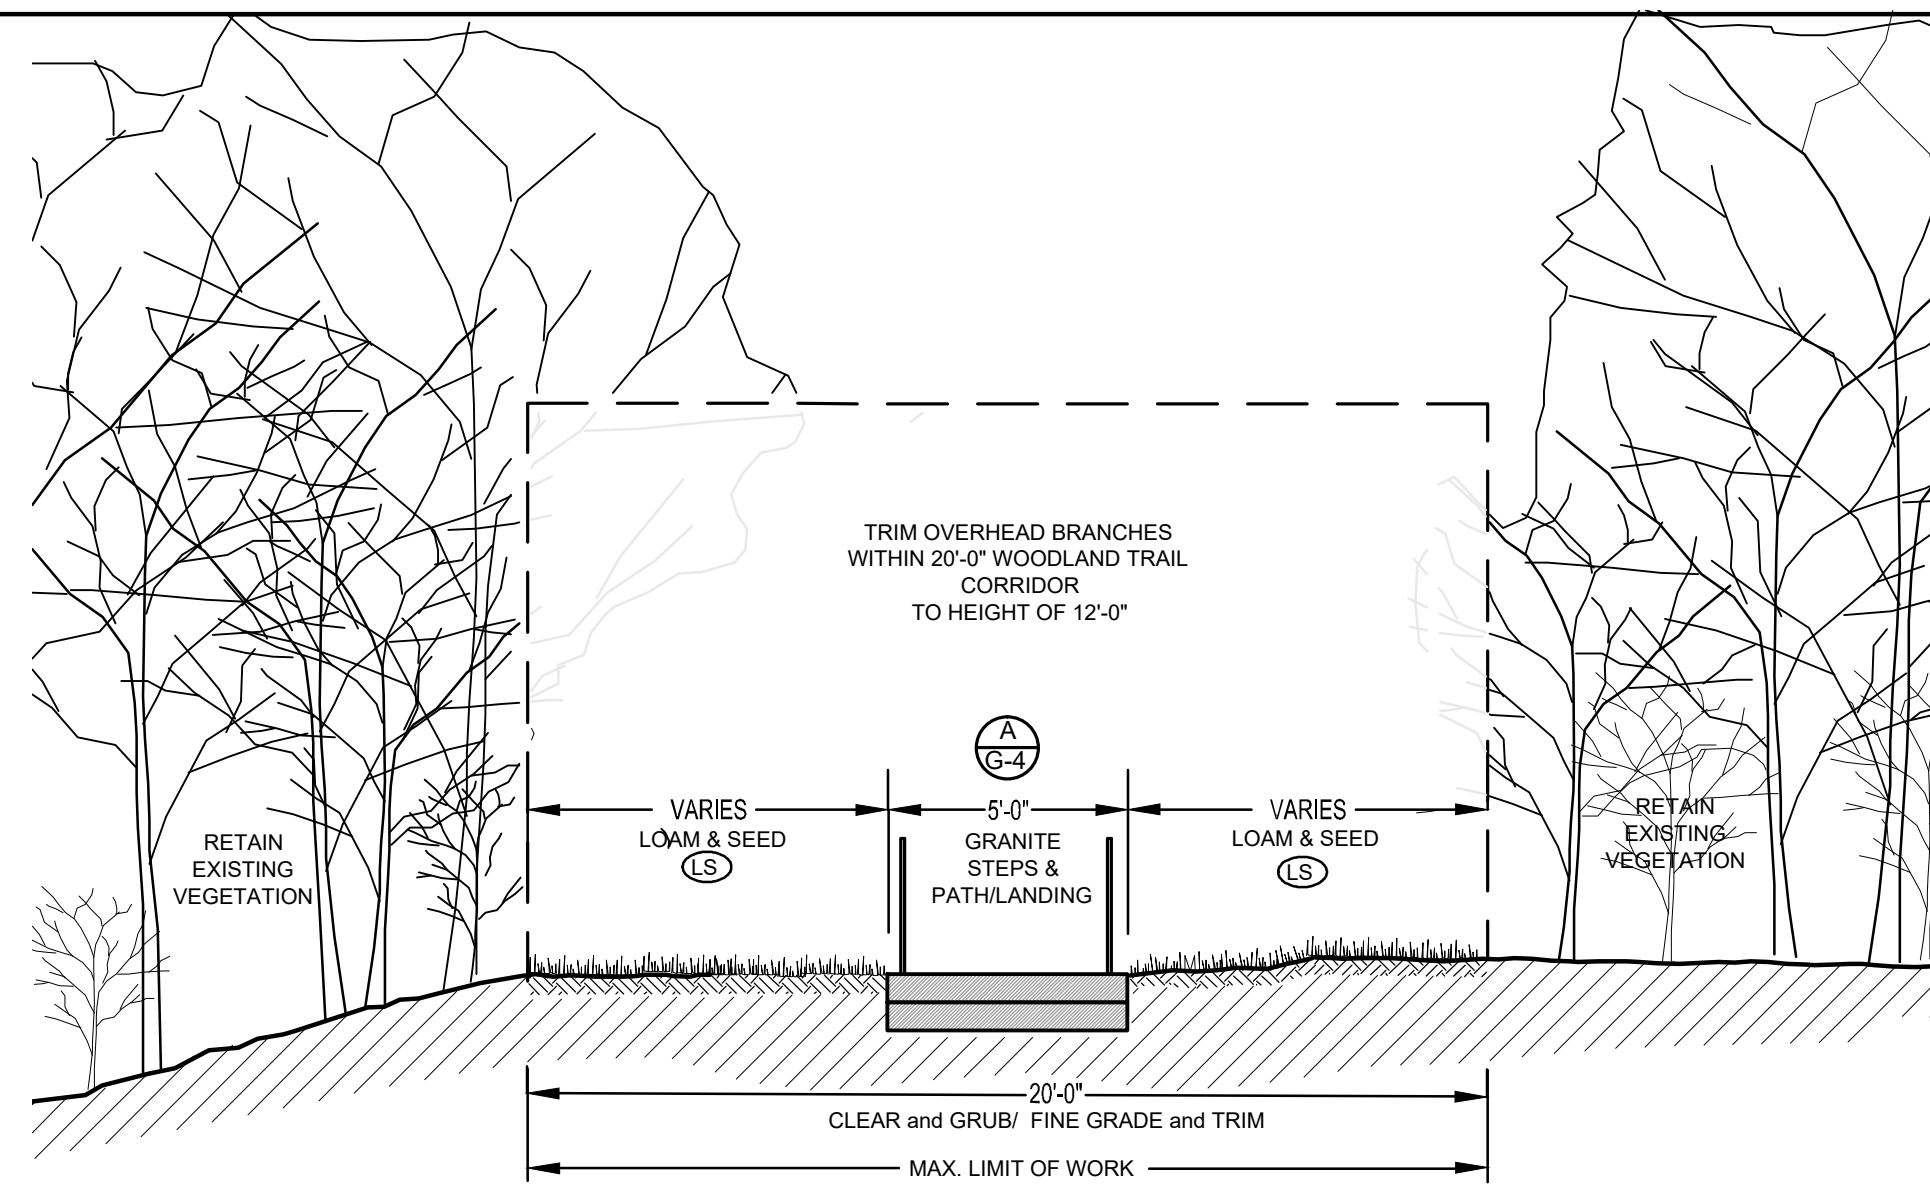 TRIM OVERHEAD BRANCHES
WITHIN 20'-0" WOODLAND TRAIL
CORRIDOR
TO HEIGHT OF 12'-0"
A
G-4
VARIES
LOAM & SEED
LS
5'-0"
GRANITE
STEPS &
PATH/LANDING
VARIES
LOAM & SEED
LS
RETAIN
EXISTING
VEGETATION
RETAIN
EXISTING
VEGETATION
20'-0"
CLEAR and GRUB/ FINE GRADE and TRIM
MAX. LIMIT OF WORK